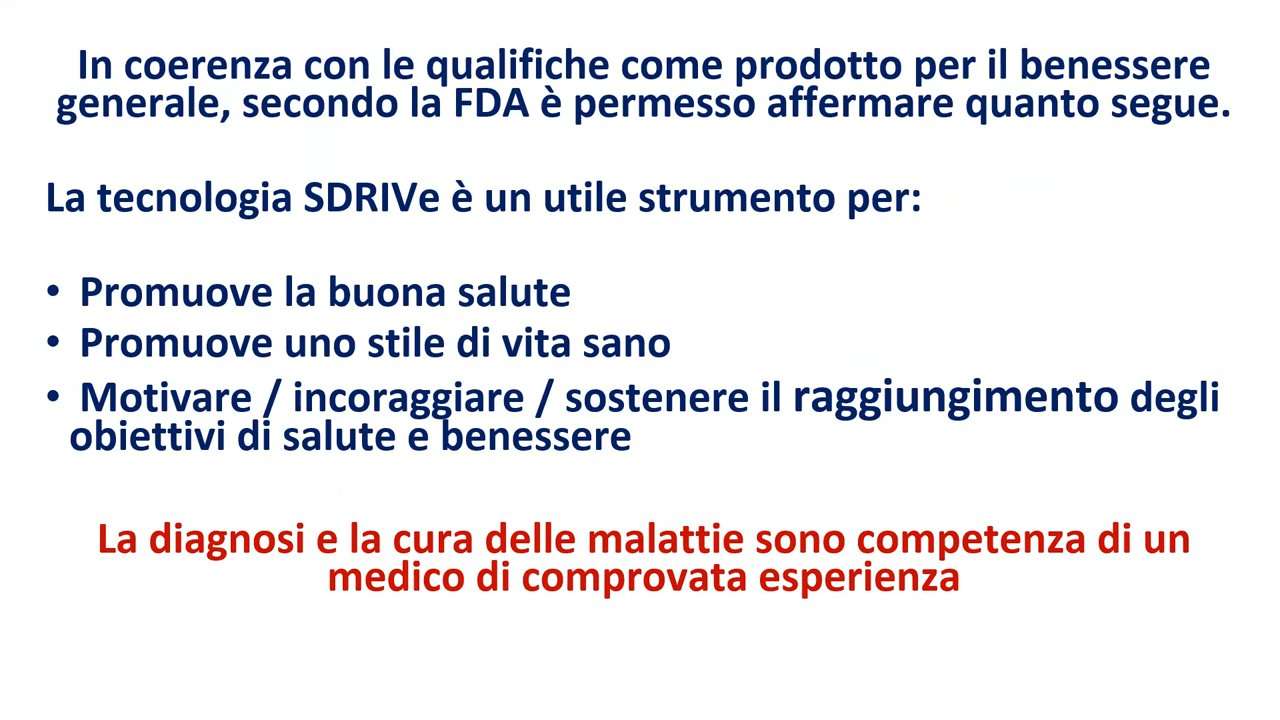 In coerenza con le qualifiche come prodotto per il benessere
generale, secondo la FDA è permesso affermare quanto segue.
La tecnologia SDRIVe è un utile strumento per:
• Promuove la buona salute
• Promuove uno stile di vita sano
• Motivare / incoraggiare / sostenere il raggiungimento degli
obiettivi di salute e benessere
La diagnosi e la cura delle malattie sono competenza di un
medico di comprovata esperienza